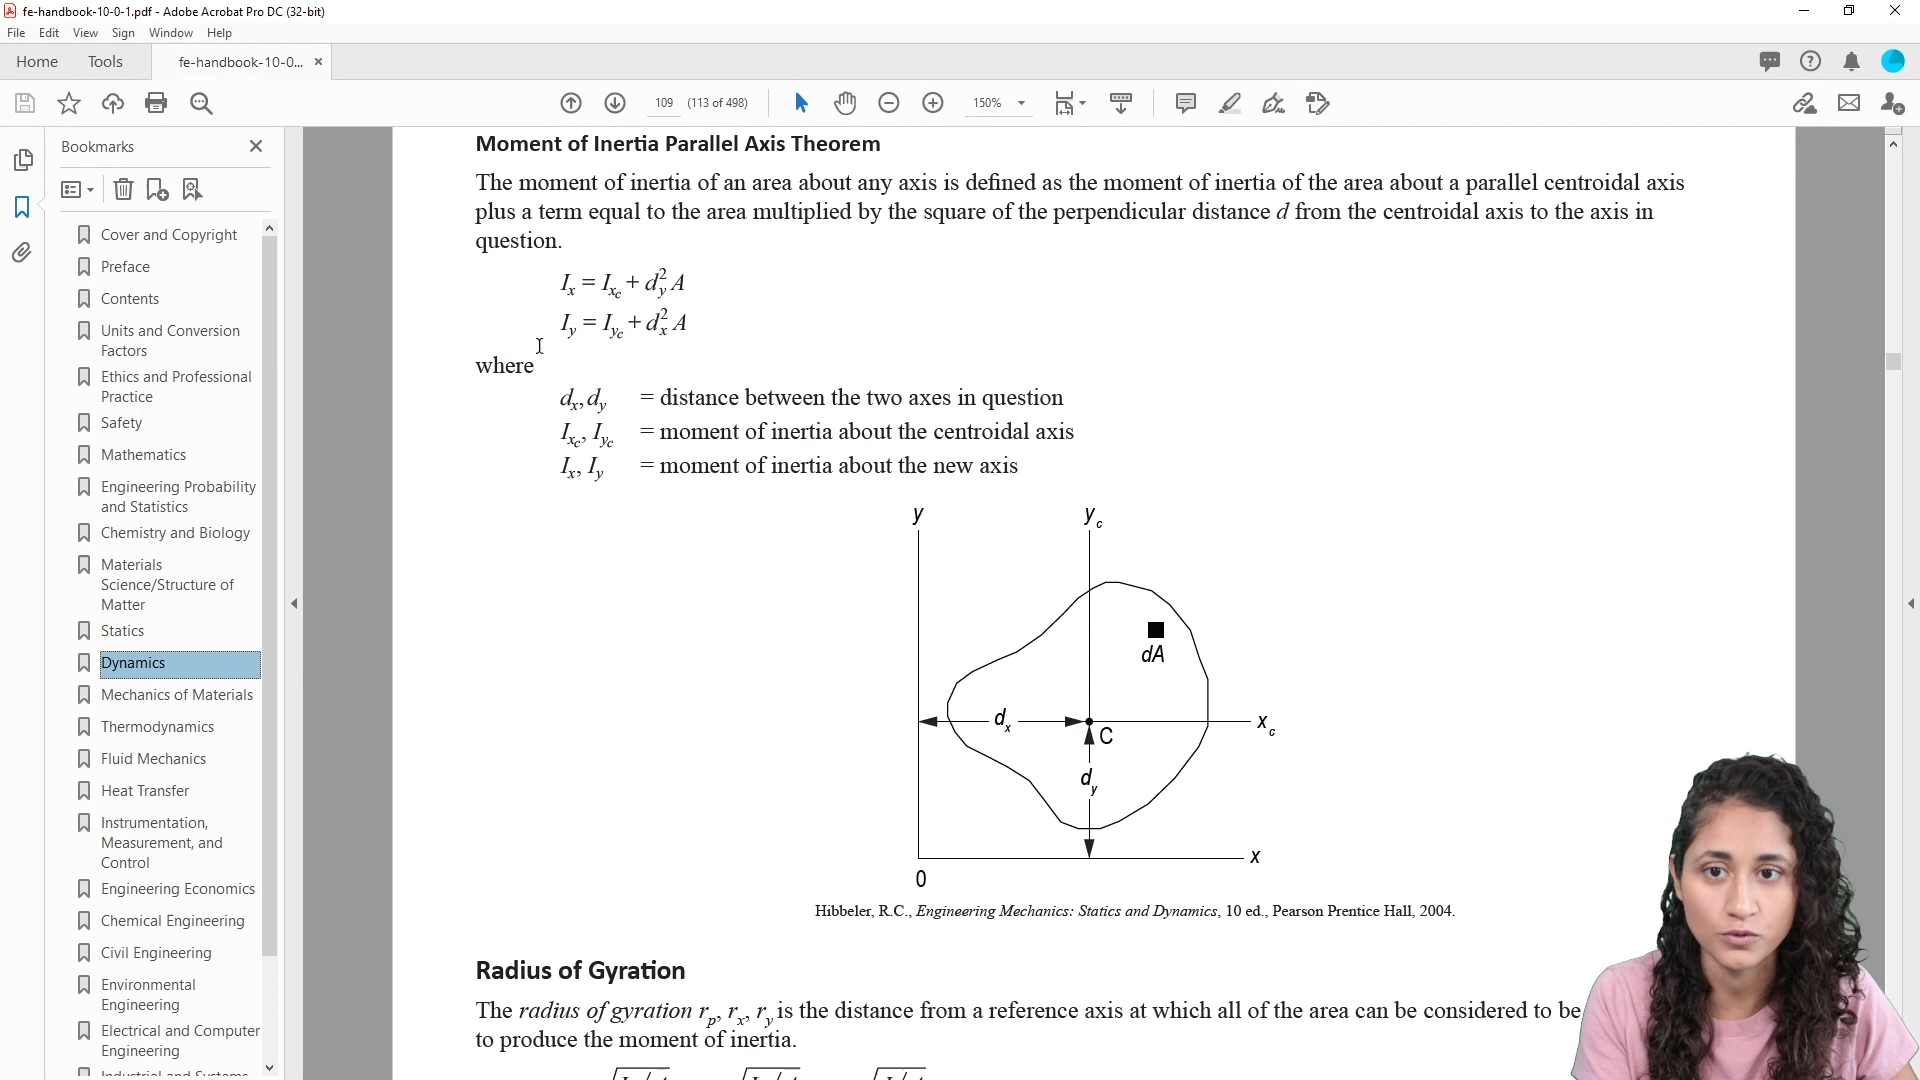 fe-handbook-10-0-1.pdf - Adobe Acrobat Pro DC (32-bit)
File Edit View Sign Window Help
Home Tools fe-handbook-10-0... ×
109 (113 of 498) 150%
Bookmarks
Cover and Copyright
Preface
Contents
Units and Conversion
Factors
Ethics and Professional
Practice
Safety
Mathematics
Engineering Probability
and Statistics
Chemistry and Biology
Materials
Science/Structure of
Matter
Statics
Dynamics
Mechanics of Materials
Thermodynamics
Fluid Mechanics
Heat Transfer
Instrumentation,
Measurement, and
Control
Engineering Economics
Chemical Engineering
Civil Engineering
Environmental
Engineering
Electrical and Computer
Engineering
Moment of Inertia Parallel Axis Theorem
The moment of inertia of an area about any axis is defined as the moment of inertia of the area about a parallel centroidal axis
plus a term equal to the area multiplied by the square of the perpendicular distance d from the centroidal axis to the axis in
question.
I_x = I_{x_c} + d_y^2 A
I_y = I_{y_c} + d_x^2 A
where
d_x, d_y = distance between the two axes in question
I_{x_c}, I_{y_c} = moment of inertia about the centroidal axis
I_x, I_y = moment of inertia about the new axis
y y_c
dA
d_x x_c
C
d_y
x
0
Hibbeler, R.C., Engineering Mechanics: Statics and Dynamics, 10 ed., Pearson Prentice Hall, 2004.
Radius of Gyration
The radius of gyration r_p, r_x, r_y is the distance from a reference axis at which all of the area can be considered to be
to produce the moment of inertia.